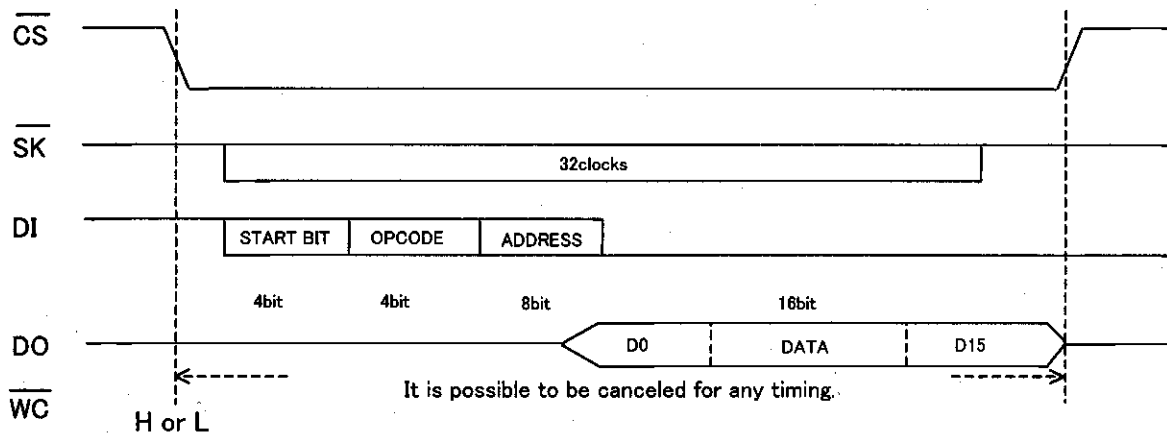 CS
SK
32clocks
DI
START BIT OPCODE ADDRESS
4bit 4bit 8bit 16bit
DO
D0 DATA D15
It is possible to be canceled for any timing.
WC
H or L